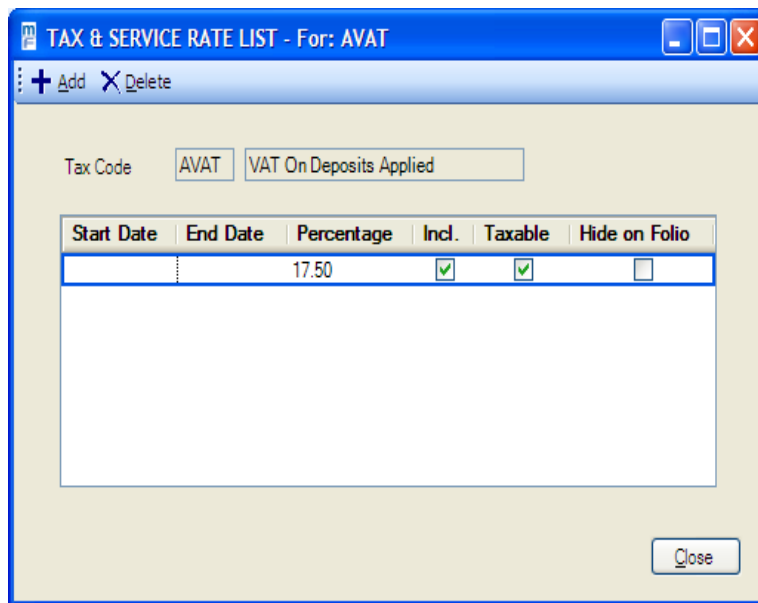 TAX & SERVICE RATE LIST - For: AVAT
Add Delete
Tax Code AVAT VAT On Deposits Applied
Start Date End Date Percentage Incl. Taxable Hide on Folio
17.50
Close